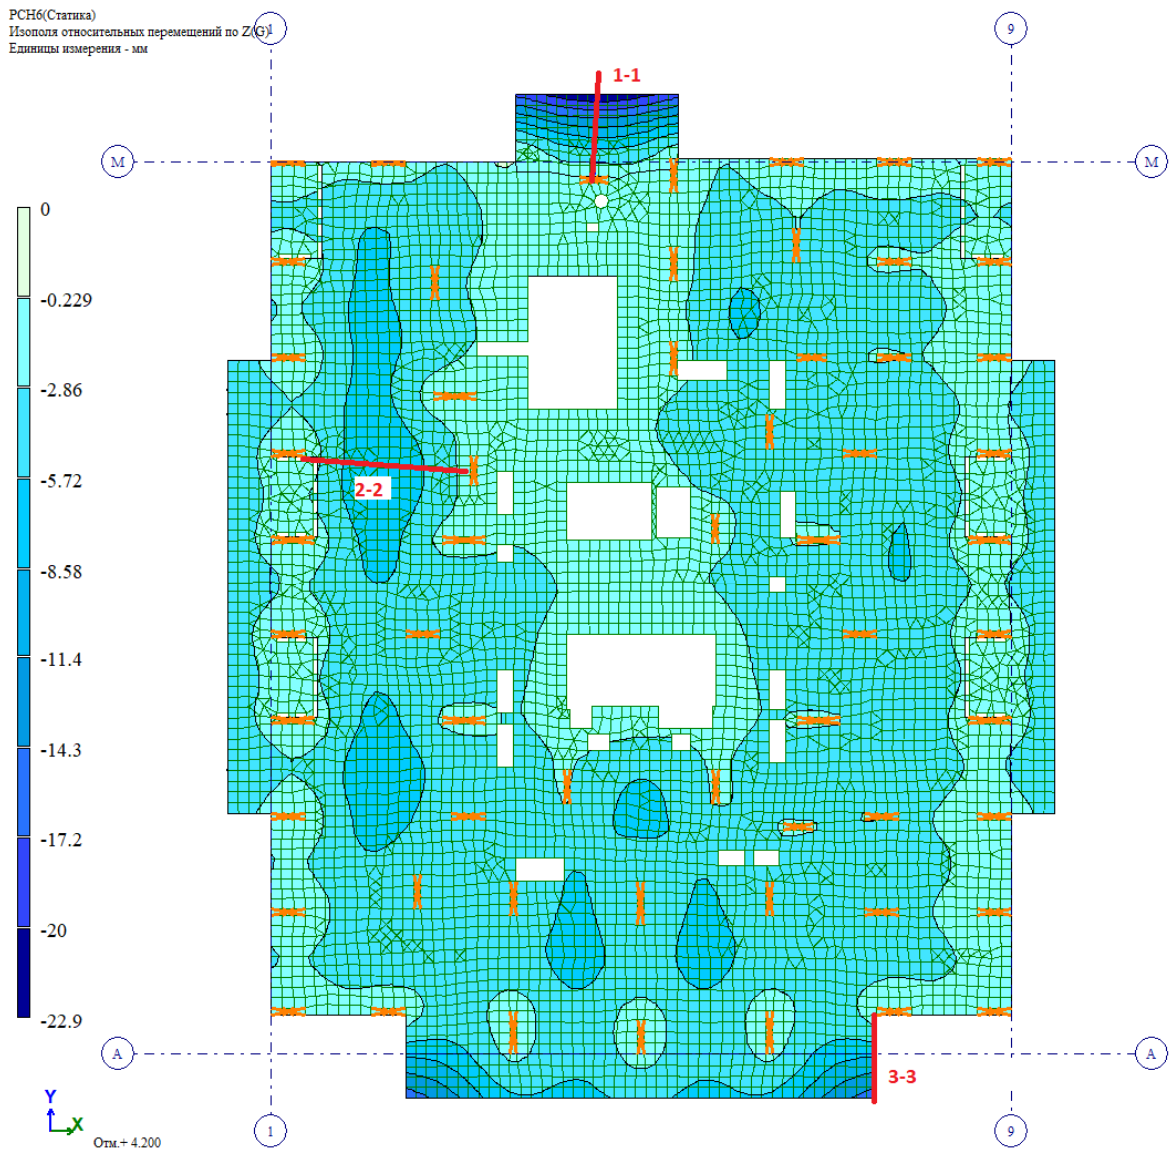 РСН6(Статика)
Изополя относительных перемещений по Z(G)
Единицы измерения - мм
1
9
1-1
М
М
0
-0.229
-2.86
-5.72
-8.58
-11.4
-14.3
-17.2
-20
-22.9
2-2
А
А
3-3
Y
X
Отм.+ 4.200
1
9